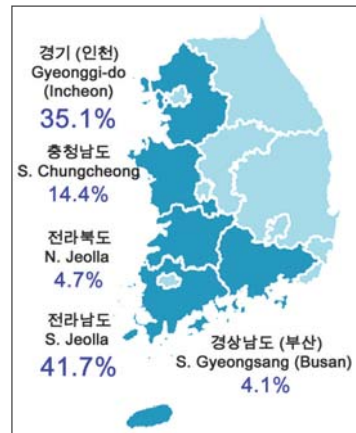 경기 (인천)
Gyeonggi-do
(Incheon)
35.1%
충청남도
S. Chungcheong
14.4%
전라북도
N. Jeolla
4.7%
전라남도
S. Jeolla
41.7%
경상남도 (부산)
S. Gyeongsang (Busan)
4.1%